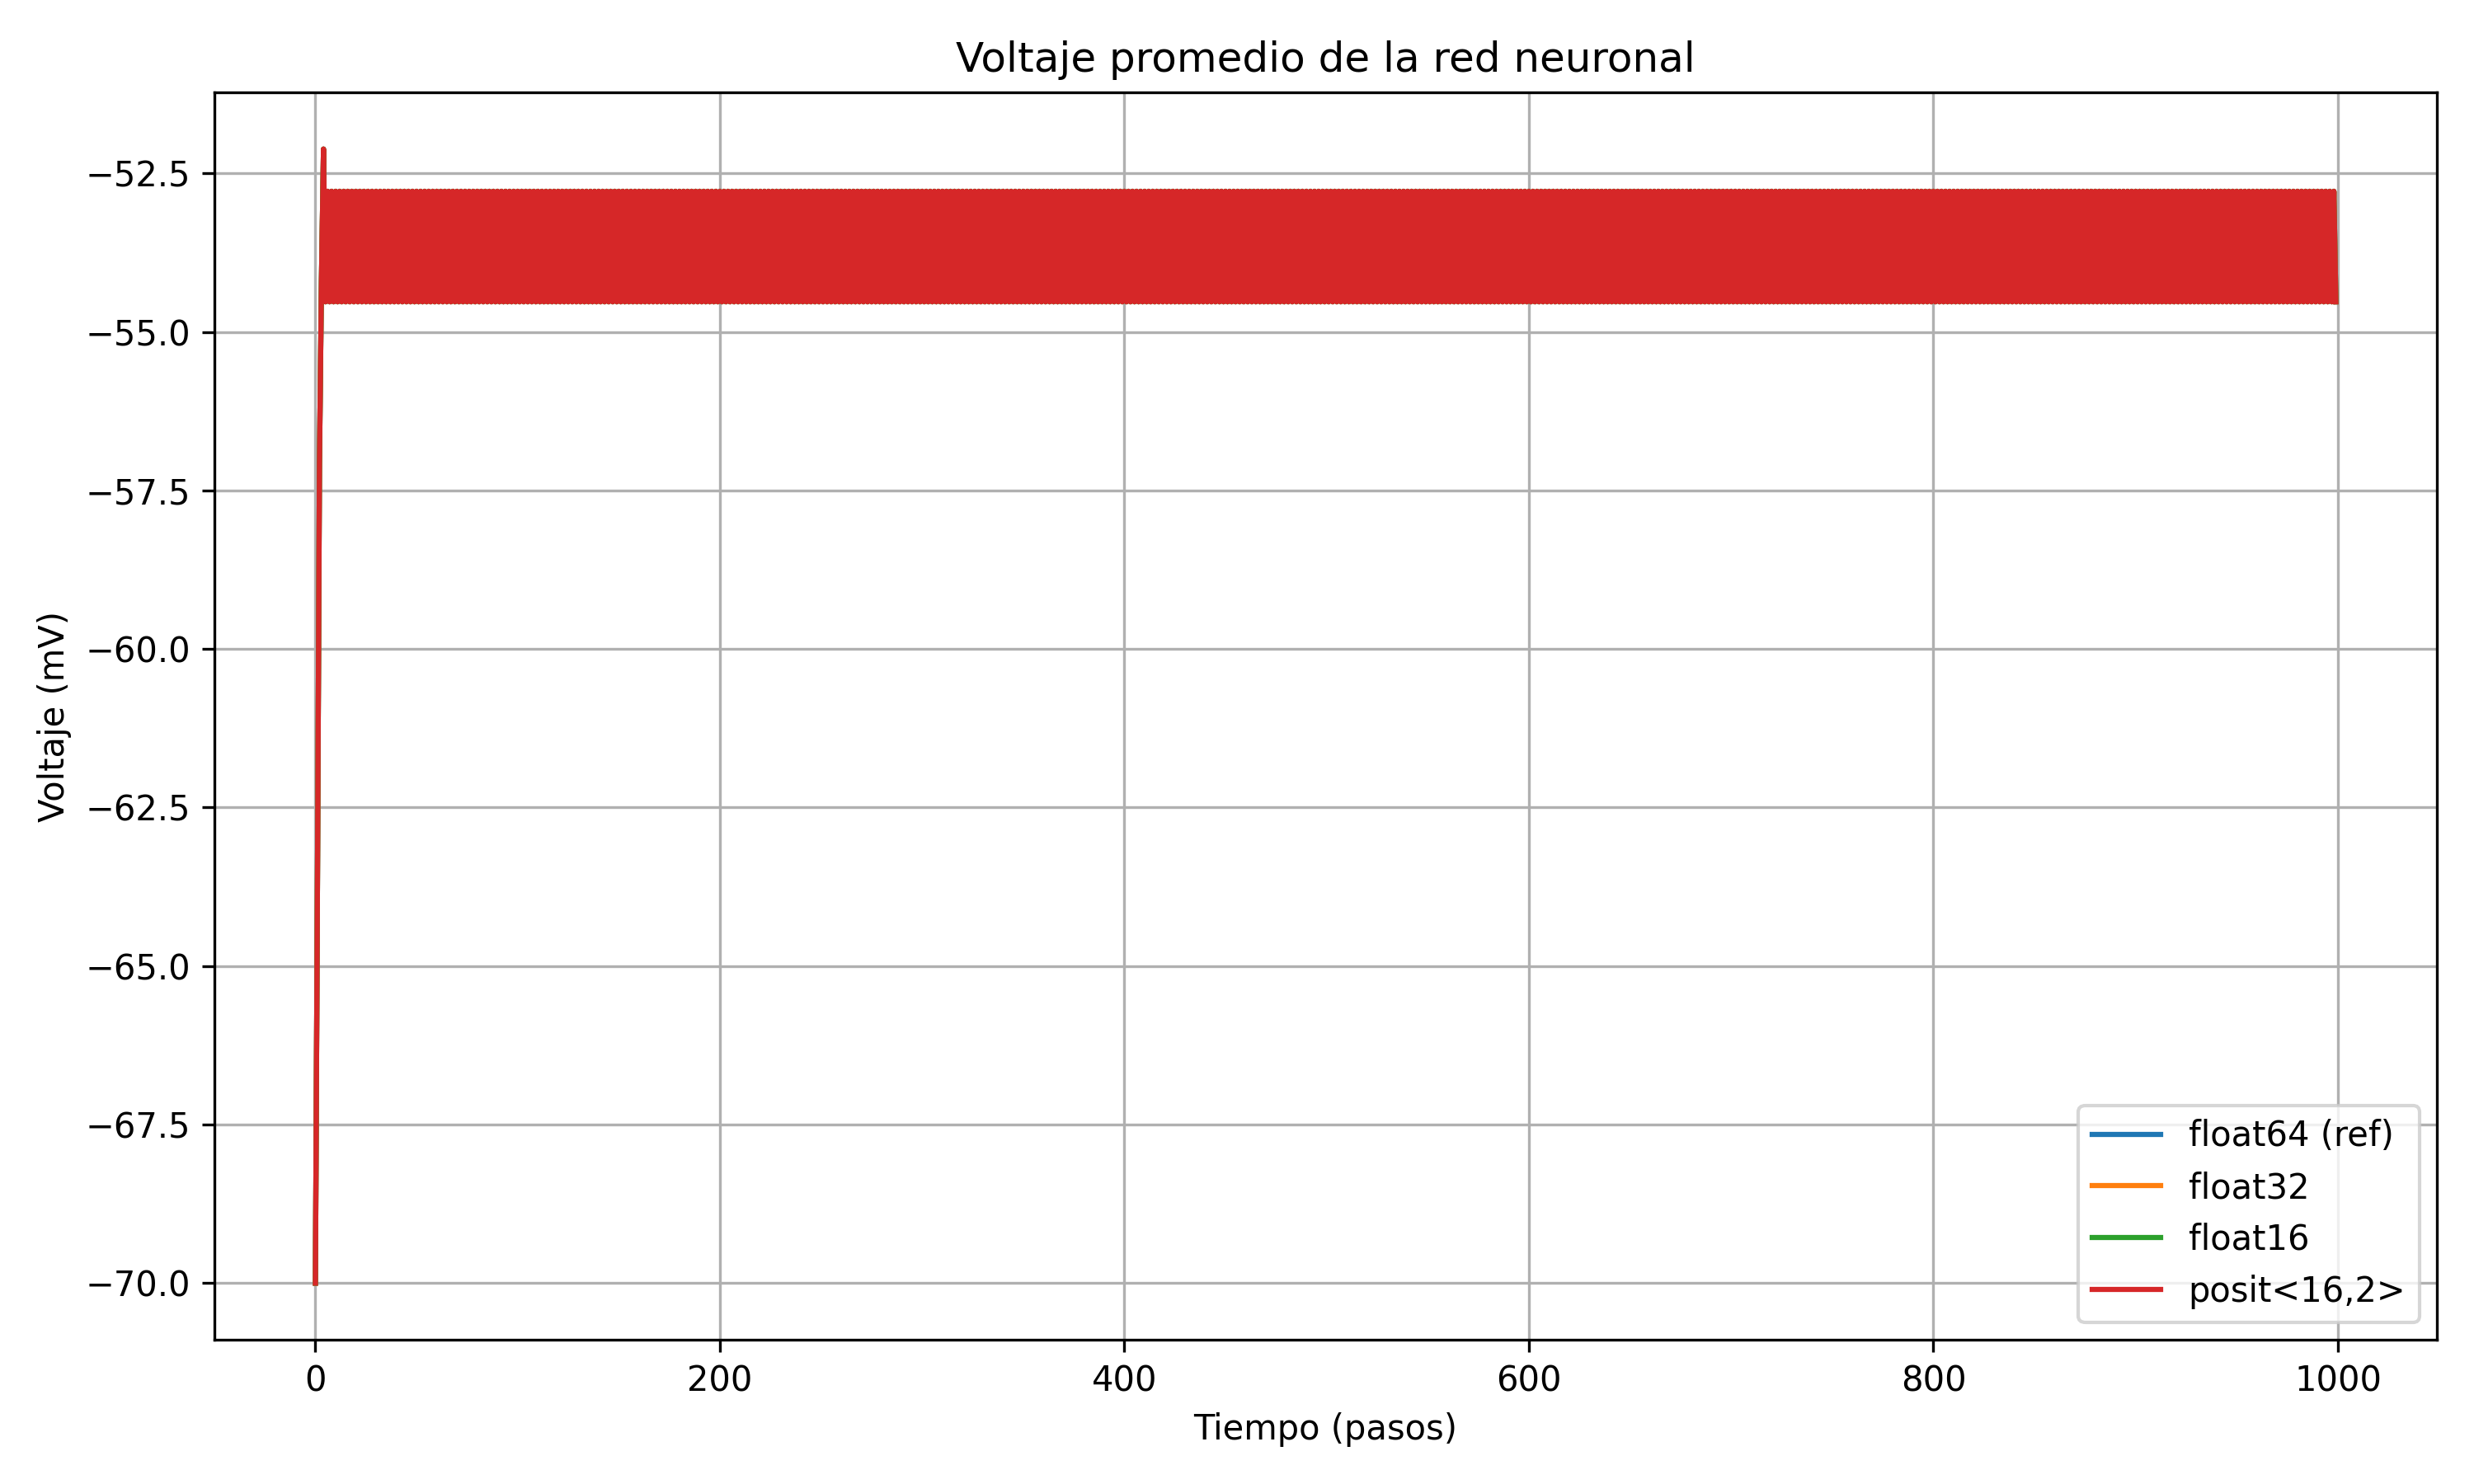 Voltaje promedio de la red neuronal
Voltaje (mV)
−52.5
−55.0
−57.5
−60.0
−62.5
−65.0
−67.5
−70.0
float64 (ref)
float32
float16
posit<16,2>
0 200 400 600 800 1000
Tiempo (pasos)